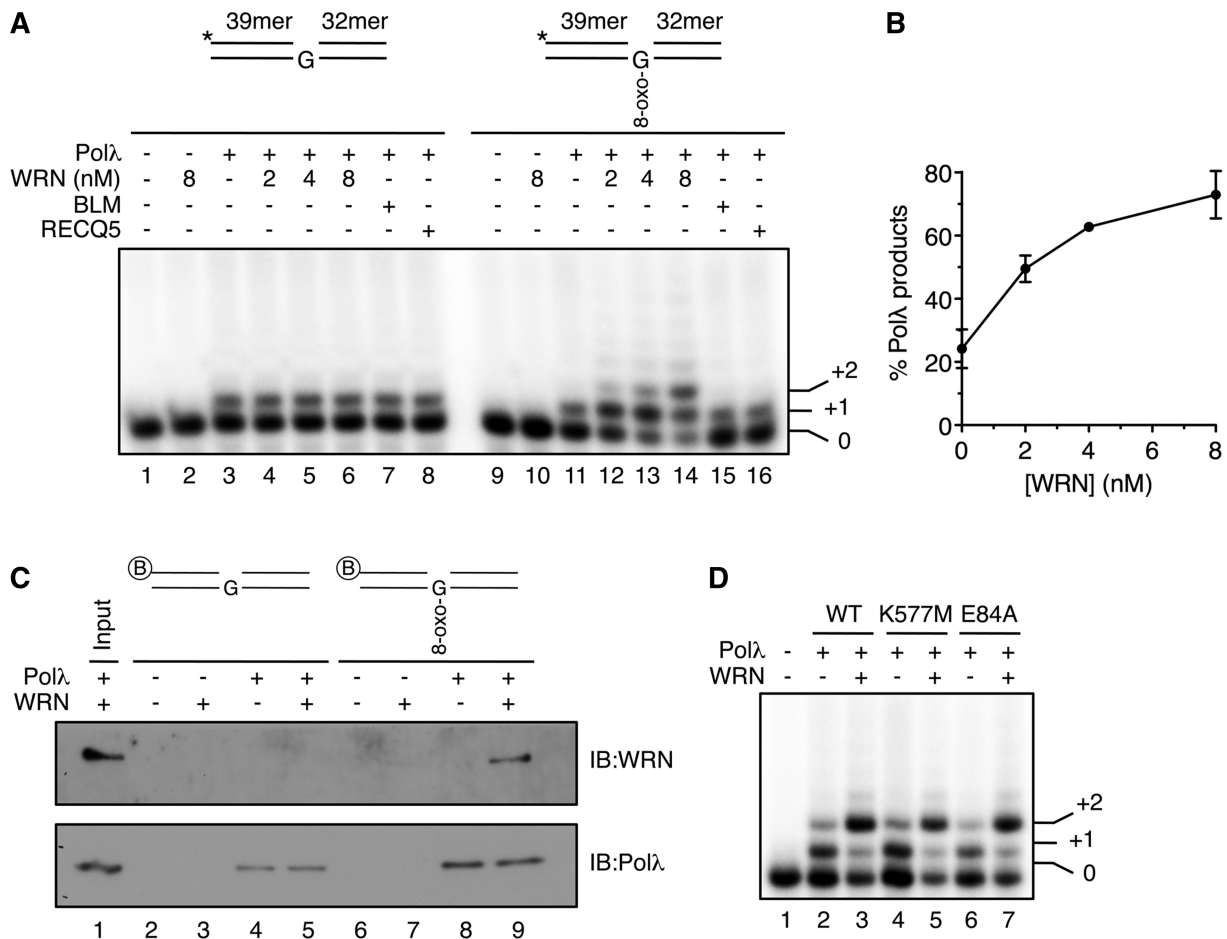 A
39mer 32mer
*
G
39mer 32mer
*
G
8-oxo-
Polλ - - + + + + + + - - + + + + + +
WRN (nM) - 8 - 2 4 8 - - - 8 - 2 4 8 - -
BLM - - - - - - + - - - - - - - + -
RECQ5 - - - - - - - + - - - - - - - +
+2
+1
0
1 2 3 4 5 6 7 8 9 10 11 12 13 14 15 16
B
% Polλ products
80
60
40
20
0
0 2 4 6 8
[WRN] (nM)
C
B
G
B
G
8-oxo-
Input
Polλ + - - + + - - + +
WRN + - + - + - + - +
IB:WRN
IB:Polλ
1 2 3 4 5 6 7 8 9
D
WT K577M E84A
Polλ - + + + + + +
WRN - - + - + - +
+2
+1
0
1 2 3 4 5 6 7